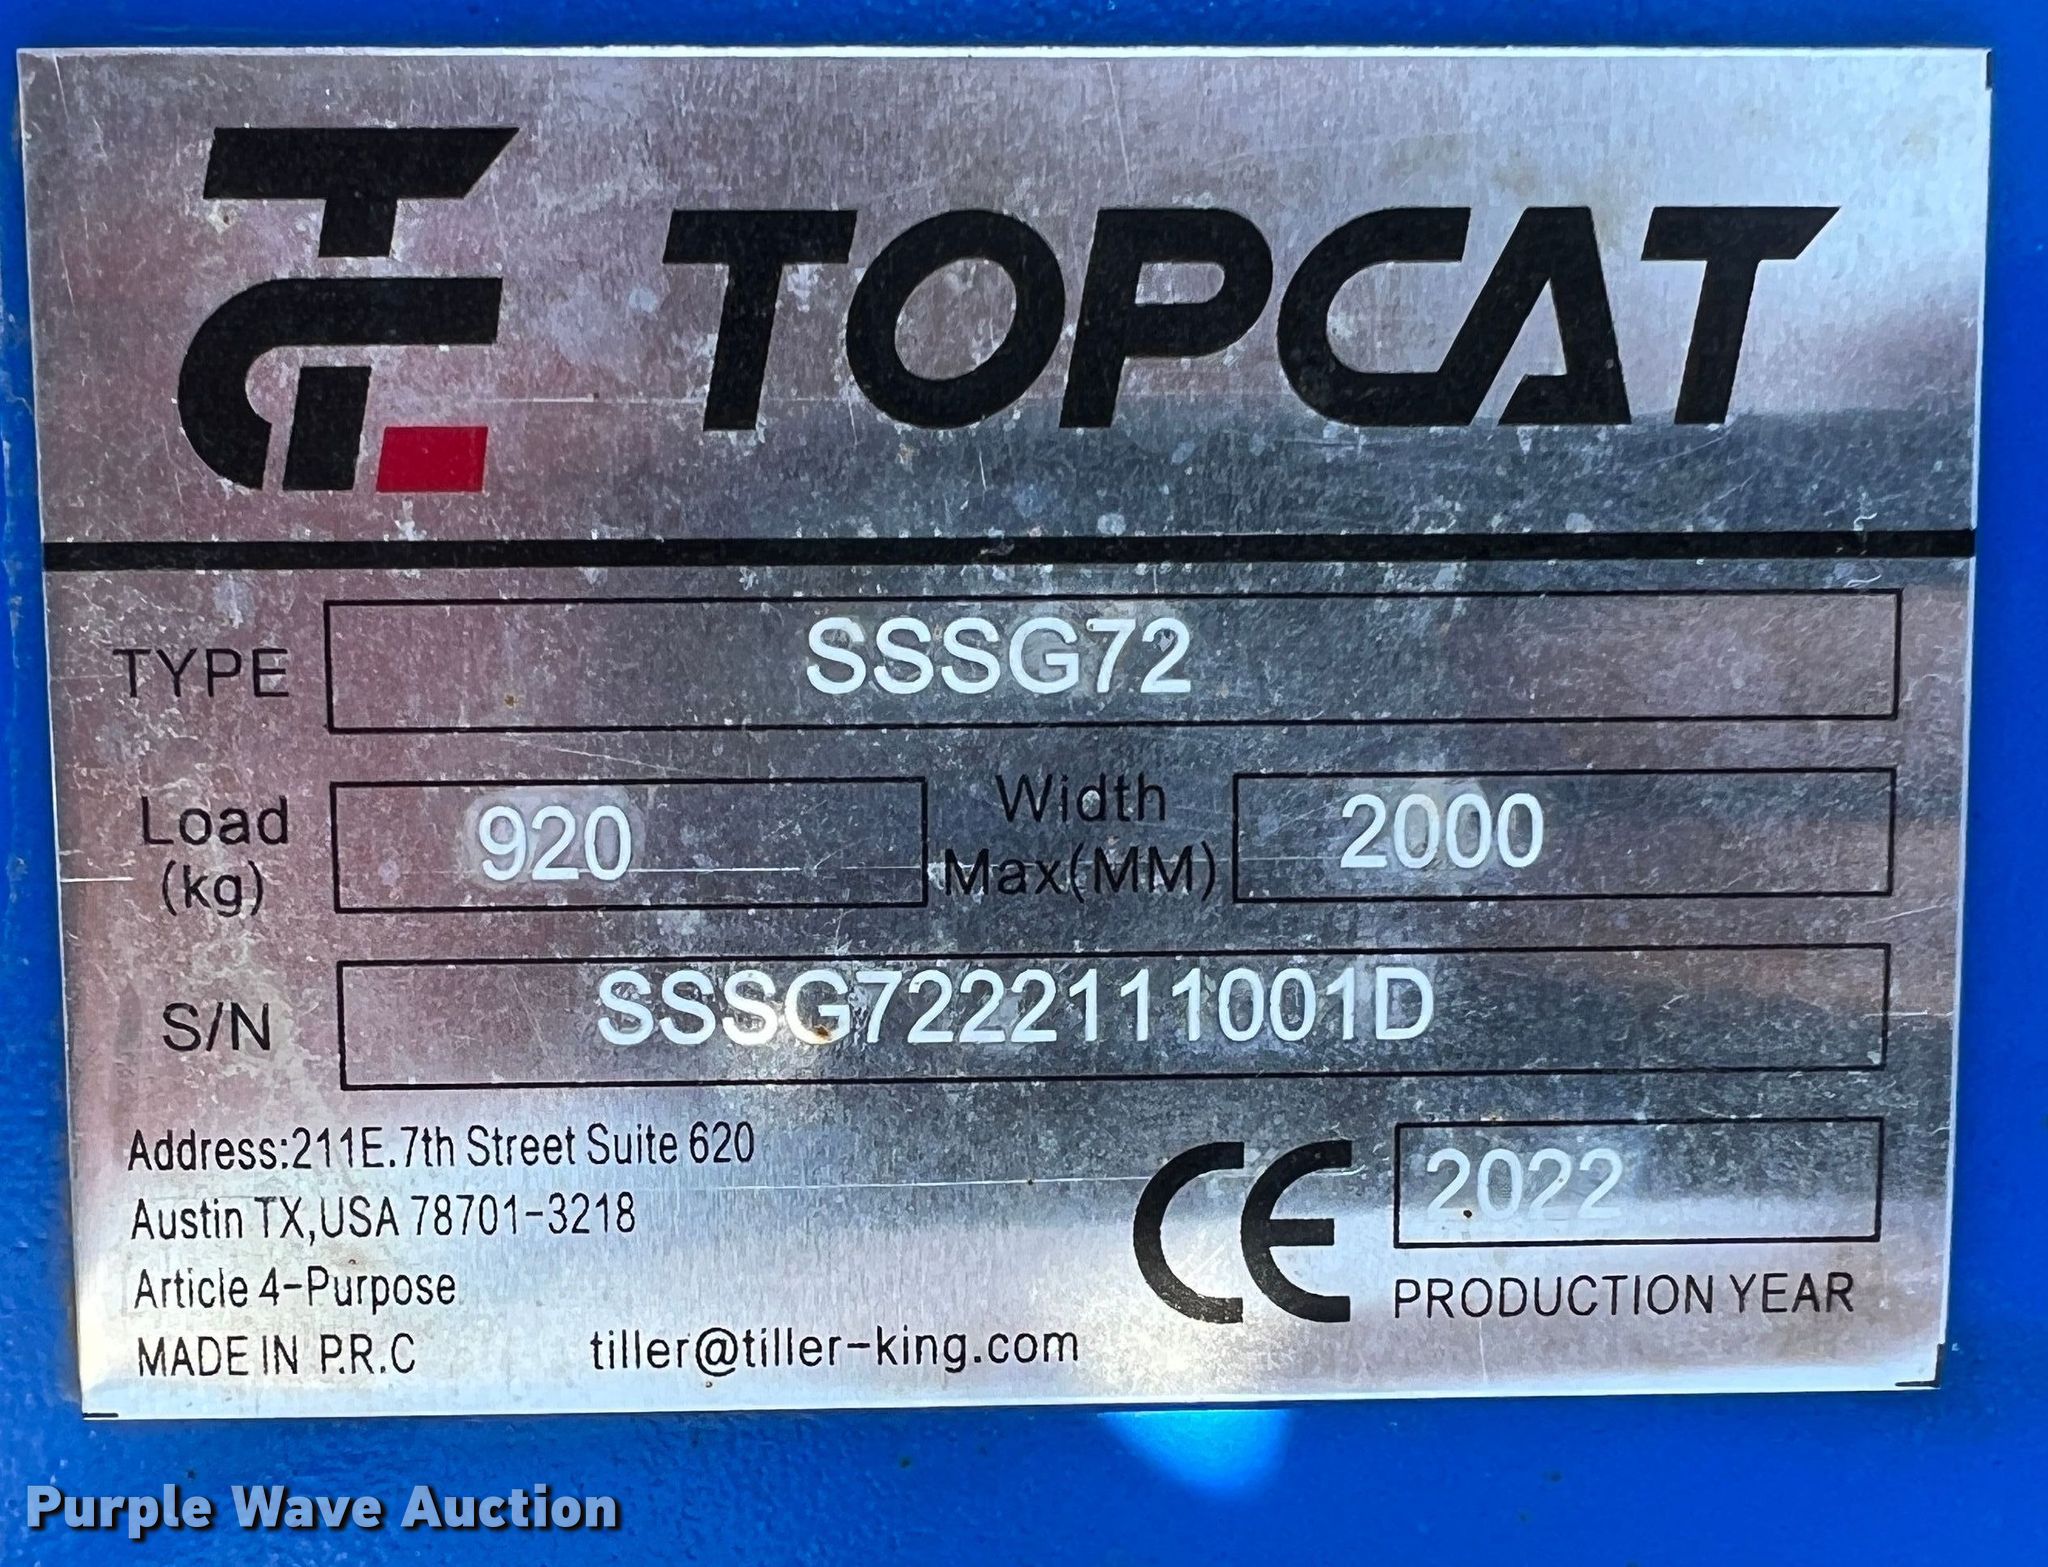 TOPCAT
TYPE SSSG72
Load (kg) 920 Width Max(MM) 2000
S/N SSSG7222111001D
Address:211E.7th Street Suite 620
Austin TX,USA 78701-3218
Article 4-Purpose
MADE IN P.R.C tiller@tiller-king.com
CE 2022
PRODUCTION YEAR
Purple Wave Auction